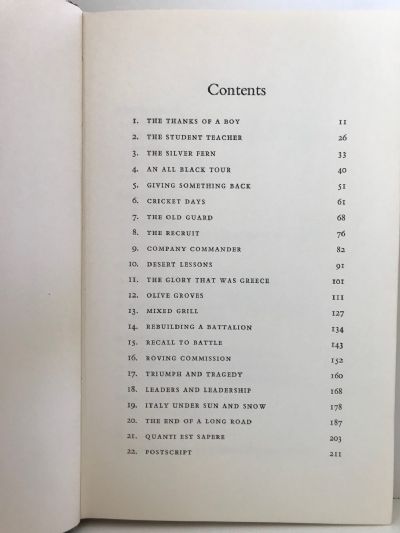 Contents
1. THE THANKS OF A BOY 11
2. THE STUDENT TEACHER 26
3. THE SILVER FERN 33
4. AN ALL BLACK TOUR 40
5. GIVING SOMETHING BACK 51
6. CRICKET DAYS 61
7. THE OLD GUARD 68
8. THE RECRUIT 76
9. COMPANY COMMANDER 82
10. DESERT LESSONS 91
11. THE GLORY THAT WAS GREECE 101
12. OLIVE GROVES 111
13. MIXED GRILL 127
14. REBUILDING A BATTALION 134
15. RECALL TO BATTLE 143
16. ROVING COMMISSION 152
17. TRIUMPH AND TRAGEDY 160
18. LEADERS AND LEADERSHIP 168
19. ITALY UNDER SUN AND SNOW 178
20. THE END OF A LONG ROAD 187
21. QUANTI EST SAPERE 203
22. POSTSCRIPT 211